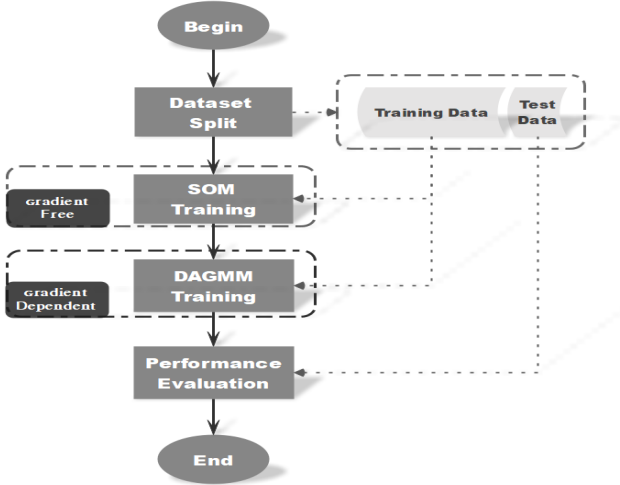 Begin
Dataset
Split
Training Data
Test
Data
SOM
Training
gradient
Free
DAGMM
Training
gradient
Dependent
Performance
Evaluation
End